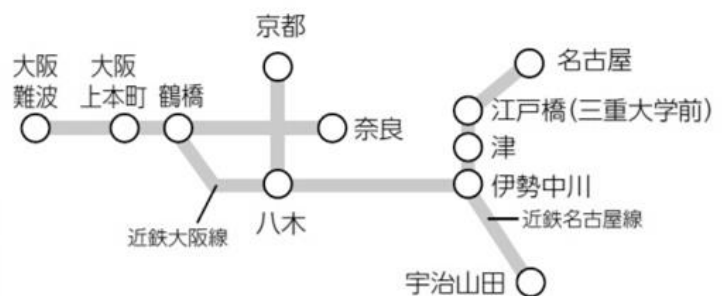 京都
大阪
難波
大阪
上本町
鶴橋
奈良
名古屋
江戸橋(三重大学前)
津
伊勢中川
近鉄大阪線
八木
近鉄名古屋線
宇治山田